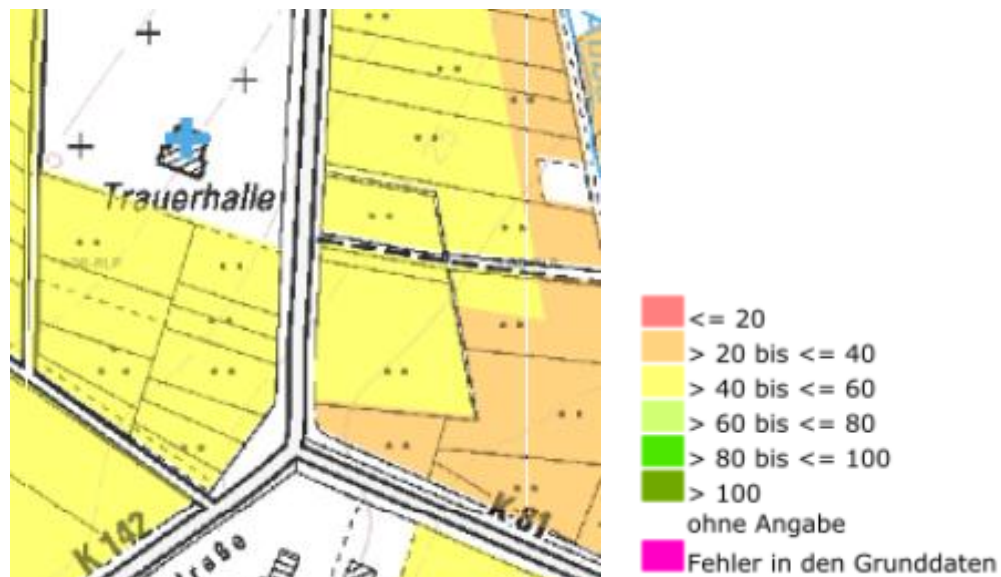 Trauerhalle
K 142
K 81
<= 20
> 20 bis <= 40
> 40 bis <= 60
> 60 bis <= 80
> 80 bis <= 100
> 100
ohne Angabe
Fehler in den Grunddaten